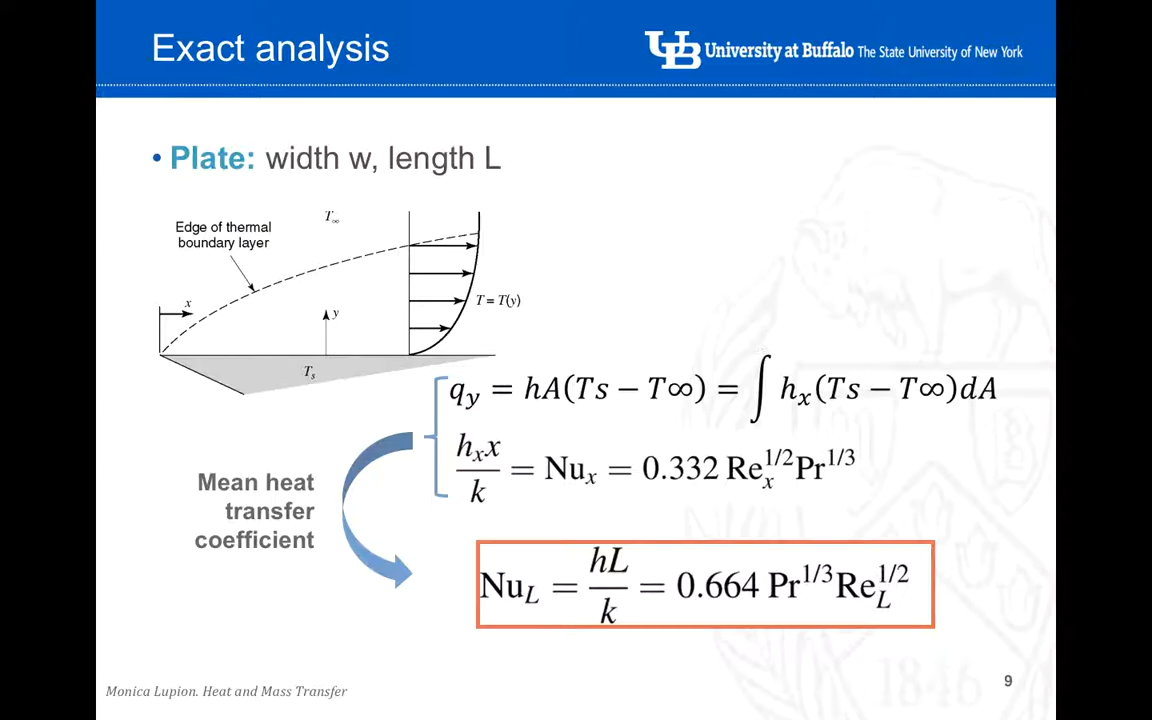 Exact analysis
UB University at Buffalo The State University of New York
• Plate: width w, length L
T∞
Edge of thermal
boundary layer
x
T = T(y)
y
Ts
qy = hA(Ts − T∞) = ∫ hx(Ts − T∞)dA
hxx/k = Nux = 0.332 Rex^1/2 Pr^1/3
Mean heat
transfer
coefficient
NuL = hL/k = 0.664 Pr^1/3 ReL^1/2
1846
Monica Lupion. Heat and Mass Transfer
9